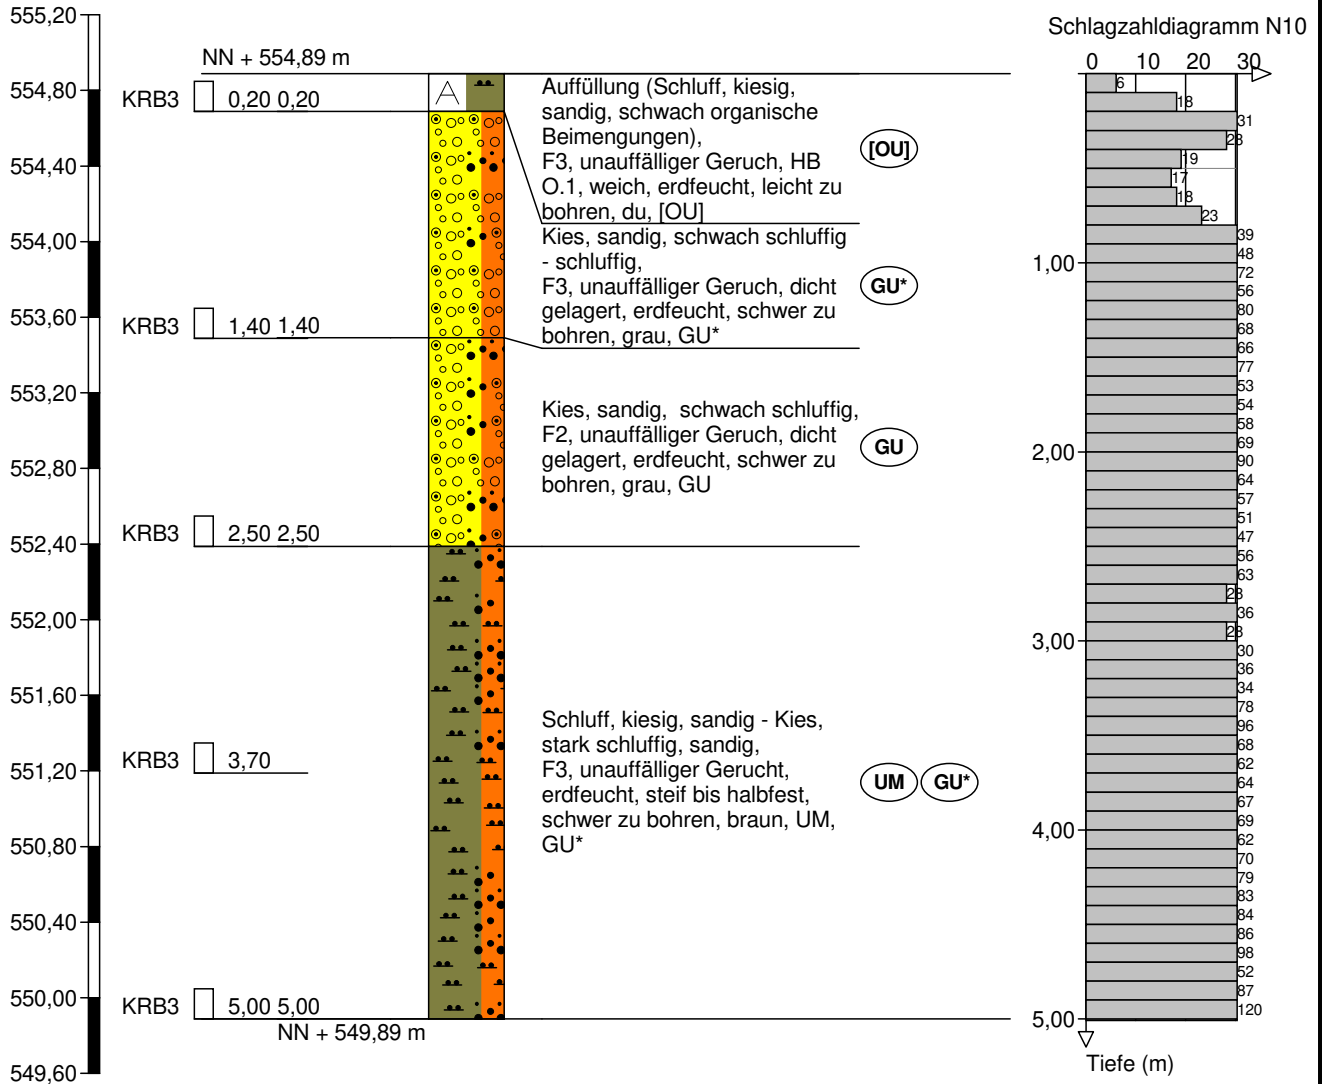 555,20
554,80
554,40
554,00
553,60
553,20
552,80
552,40
552,00
551,60
551,20
550,80
550,40
550,00
549,60
NN + 554,89 m
KRB3 0,20 0,20
KRB3 1,40 1,40
KRB3 2,50 2,50
KRB3 3,70
KRB3 5,00 5,00
NN + 549,89 m
A
Auffüllung (Schluff, kiesig,
sandig, schwach organische
Beimengungen),
F3, unauffälliger Geruch, HB
O.1, weich, erdfeucht, leicht zu
bohren, du, [OU]
[OU]
Kies, sandig, schwach schluffig
- schluffig,
F3, unauffälliger Geruch, dicht
gelagert, erdfeucht, schwer zu
bohren, grau, GU*
GU*
Kies, sandig, schwach schluffig,
F2, unauffälliger Geruch, dicht
gelagert, erdfeucht, schwer zu
bohren, grau, GU
GU
Schluff, kiesig, sandig - Kies,
stark schluffig, sandig,
F3, unauffälliger Gerucht,
erdfeucht, steif bis halbfest,
schwer zu bohren, braun, UM,
GU*
UM GU*
Schlagzahldiagramm N10
0 10 20 30
6
18
31
28
19
17
18
23
39
48
1,00
72
56
80
68
66
77
53
54
58
69
2,00
90
64
57
51
47
56
63
28
36
28
3,00
30
36
34
78
96
68
62
64
67
69
4,00
62
70
79
83
84
86
98
52
87
120
5,00
Tiefe (m)